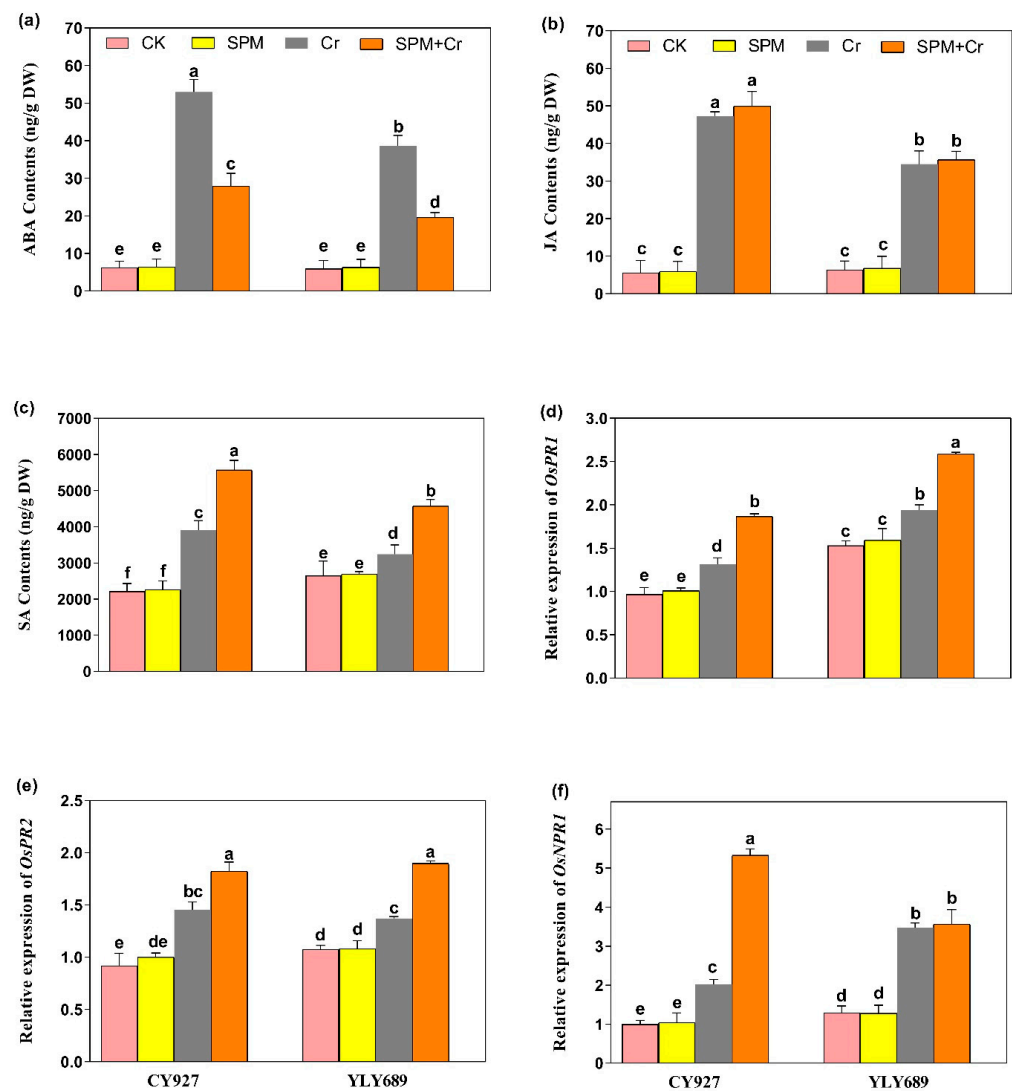 (a)
70
60
50
40
30
20
10
0
ABA Contents (ng/g DW)
CK SPM Cr SPM+Cr
e e a c e e b d
(b)
70
60
50
40
30
20
10
0
JA Contents (ng/g DW)
CK SPM Cr SPM+Cr
c c a a c c b b
(c)
7000
6000
5000
4000
3000
2000
1000
0
SA Contents (ng/g DW)
f f c a e e d b
(d)
3.0
2.5
2.0
1.5
1.0
0.5
0.0
Relative expression of OsPR1
e e d b c c b a
(e)
2.5
2.0
1.5
1.0
0.5
0.0
Relative expression of OsPR2
e de bc a d d c a
CY927 YLY689
(f)
6
5
4
3
2
1
0
Relative expression of OsNPR1
e e c a d d b b
CY927 YLY689